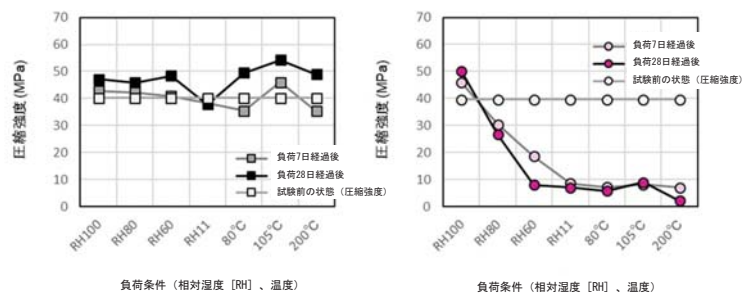 70
60
50
40
30
20
10
0
圧縮強度 (MPa)
負荷7日経過後
負荷28日経過後
試験前の状態（圧縮強度）
RH100
RH80
RH60
RH11
80°C
105°C
200°C
負荷条件（相対湿度［RH］、温度）
70
60
50
40
30
20
10
0
圧縮強度 (MPa)
負荷7日経過後
負荷28日経過後
試験前の状態（圧縮強度）
RH100
RH80
RH60
RH11
80°C
105°C
200°C
負荷条件（相対湿度［RH］、温度）